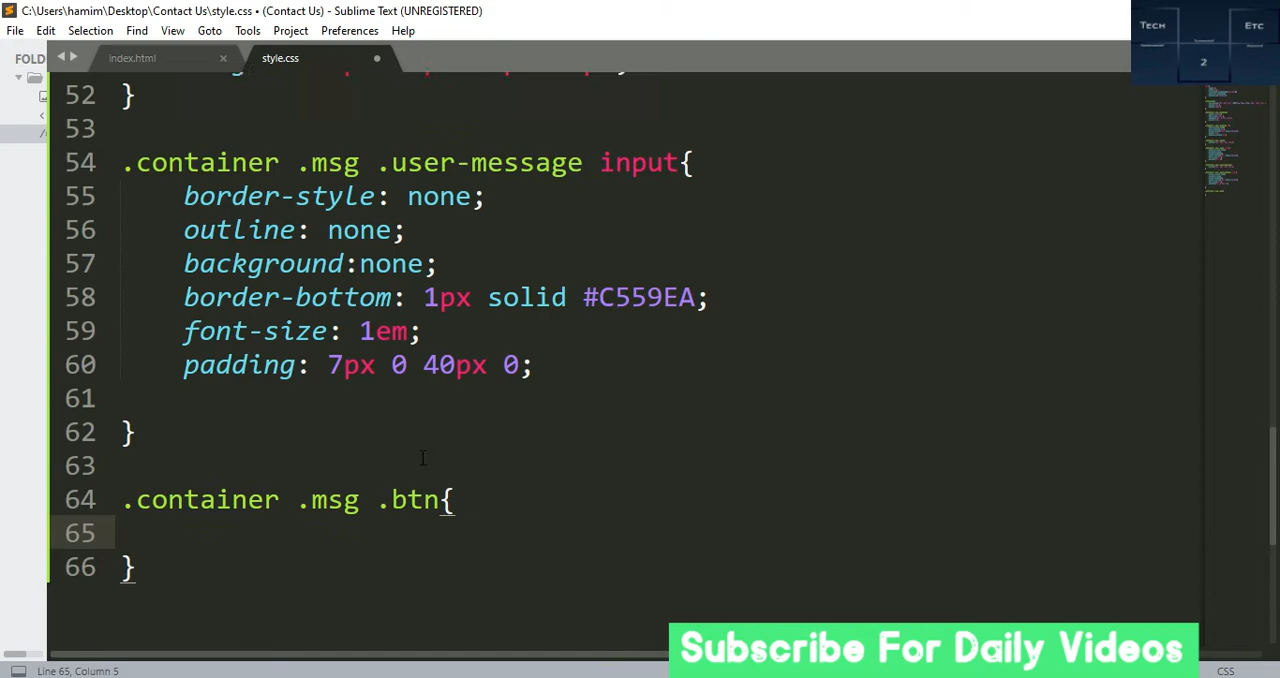 C:\Users\hamim\Desktop\Contact Us\style.css • (Contact Us) - Sublime Text (UNREGISTERED)
File Edit Selection Find View Goto Tools Project Preferences Help
TECH ETC
2
FOLD index.html × style.css
52 }
53
54 .container .msg .user-message input{
55 border-style: none;
56 outline: none;
57 background:none;
58 border-bottom: 1px solid #C559EA;
59 font-size: 1em;
60 padding: 7px 0 40px 0;
61
62 }
63
64 .container .msg .btn{
65
66 }
Subscribe For Daily Videos
Line 65, Column 5 CSS